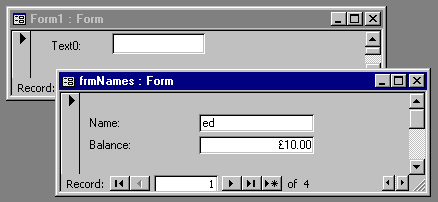 Form1 : Form
Text0:
Record:
frmNames : Form
Name: ed
Balance: £10.00
Record: 1 of 4